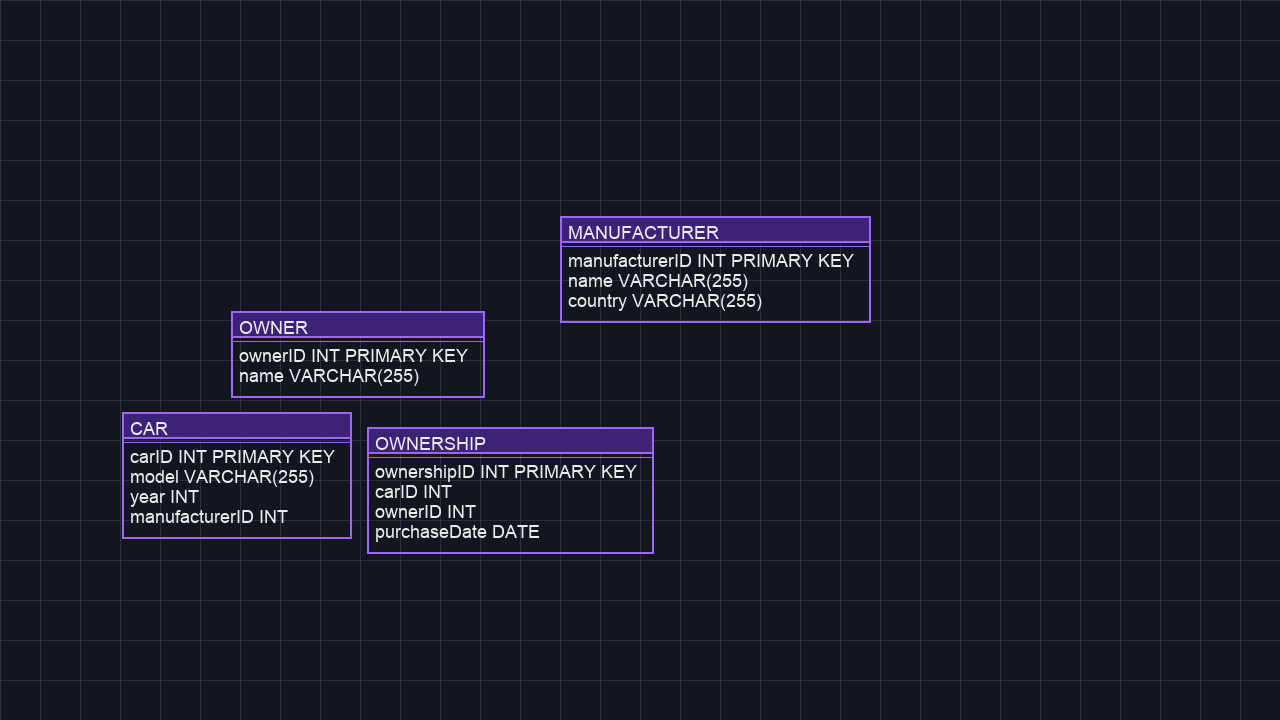 MANUFACTURER
manufacturerID INT PRIMARY KEY
name VARCHAR(255)
country VARCHAR(255)
OWNER
ownerID INT PRIMARY KEY
name VARCHAR(255)
CAR
carID INT PRIMARY KEY
model VARCHAR(255)
year INT
manufacturerID INT
OWNERSHIP
ownershipID INT PRIMARY KEY
carID INT
ownerID INT
purchaseDate DATE